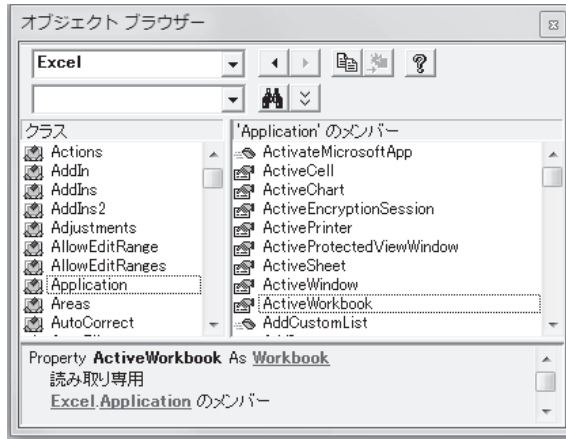 オブジェクト ブラウザー
Excel
クラス
Actions
AddIn
AddIns
AddIns2
Adjustments
AllowEditRange
AllowEditRanges
Application
Areas
AutoCorrect
'Application' のメンバー
ActivateMicrosoftApp
ActiveCell
ActiveChart
ActiveEncryptionSession
ActivePrinter
ActiveProtectedViewWindow
ActiveSheet
ActiveWindow
ActiveWorkbook
AddCustomList
Property ActiveWorkbook As Workbook
読み取り専用
Excel.Application のメンバー